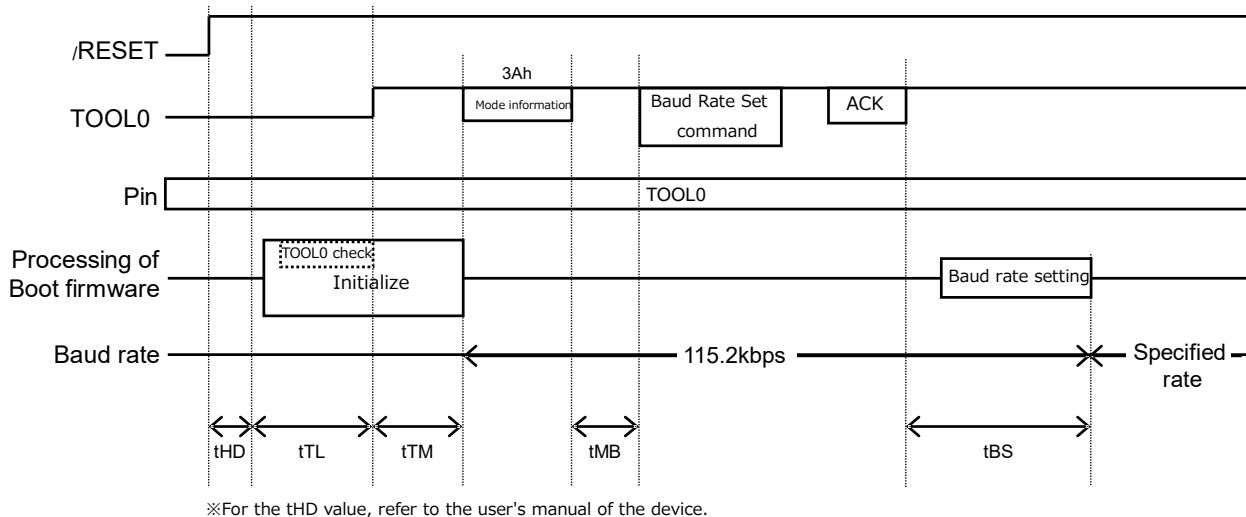 /RESET
3Ah
TOOL0
Mode information
Baud Rate Set
command
ACK
Pin
TOOL0
Processing of
Boot firmware
TOOL0 check
Initialize
Baud rate setting
Baud rate
115.2kbps
Specified
rate
tHD
tTL
tTM
tMB
tBS
※For the tHD value, refer to the user's manual of the device.